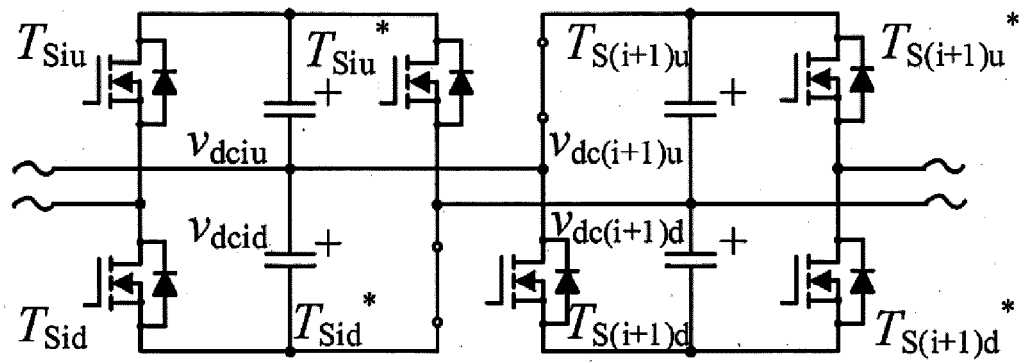 T_Siu
T_Siu*
T_S(i+1)u
T_S(i+1)u*
+
+
v_dciu
v_dc(i+1)u
v_dcid
v_dc(i+1)d
+
+
T_Sid
T_Sid*
T_S(i+1)d
T_S(i+1)d*